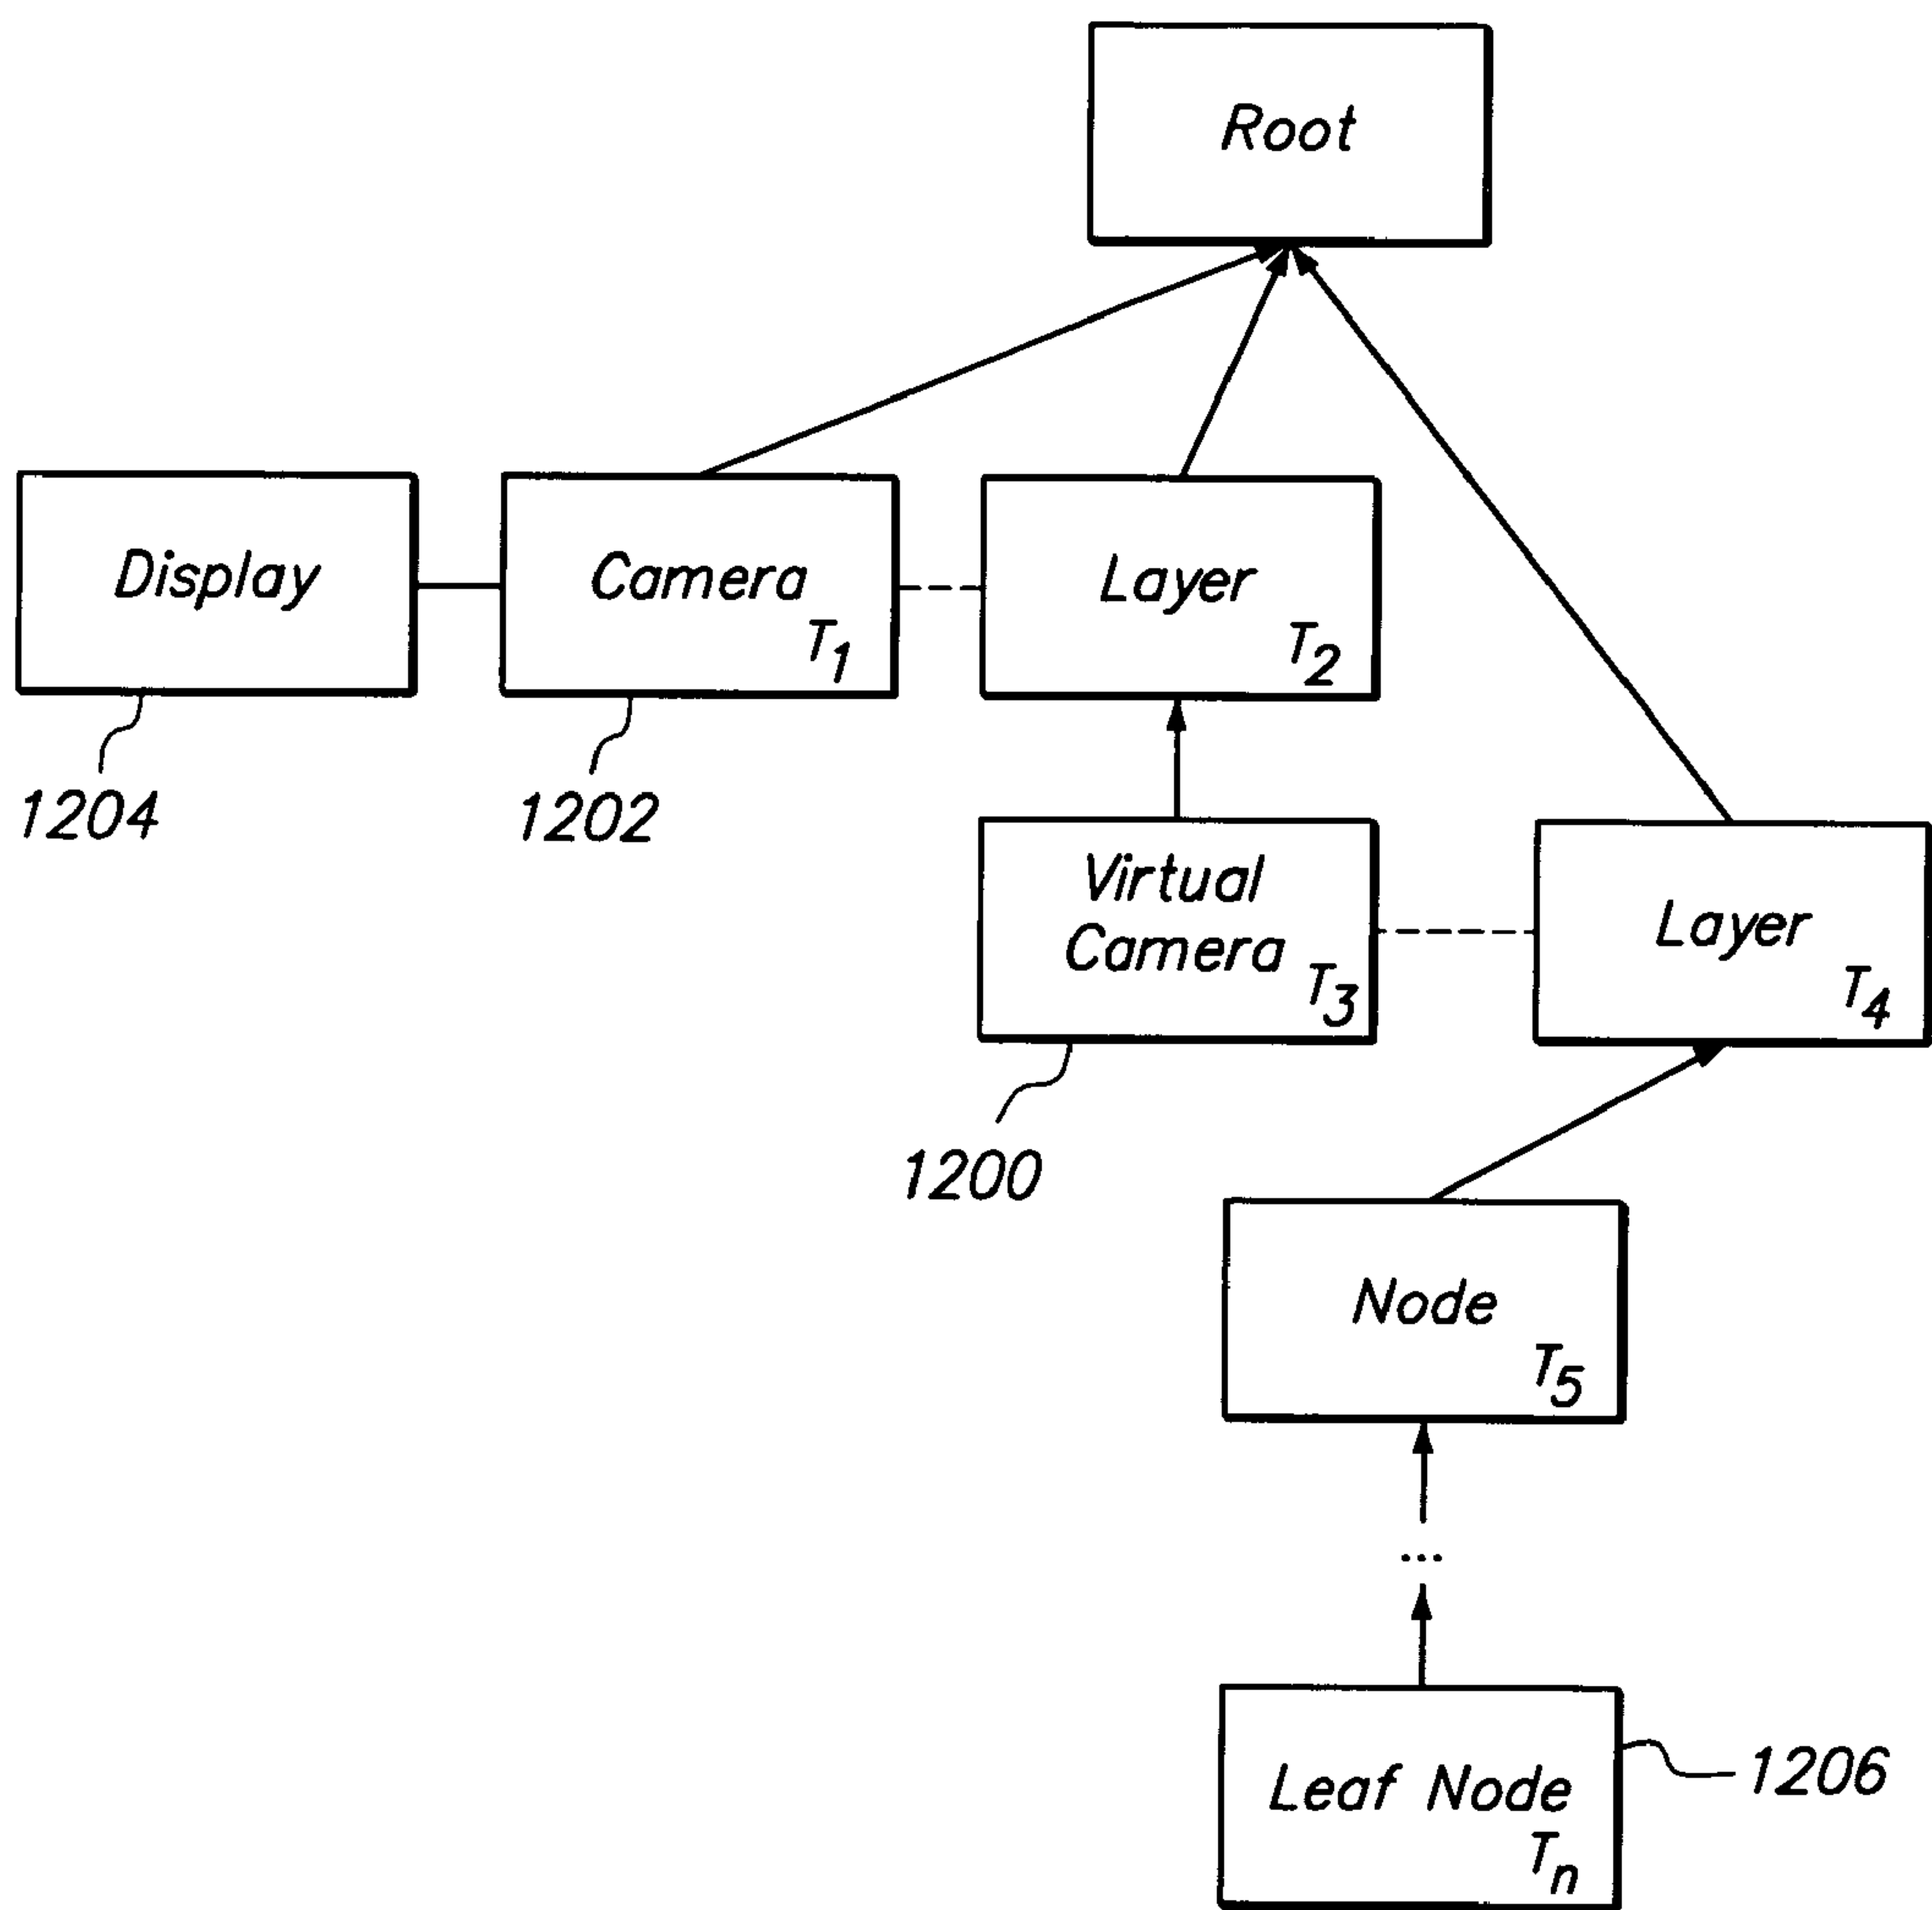 Root
Display
Camera
T1
Layer
T2
1204
1202
Virtual
Camera
T3
Layer
T4
1200
Node
T5
...
Leaf Node
Tn
1206